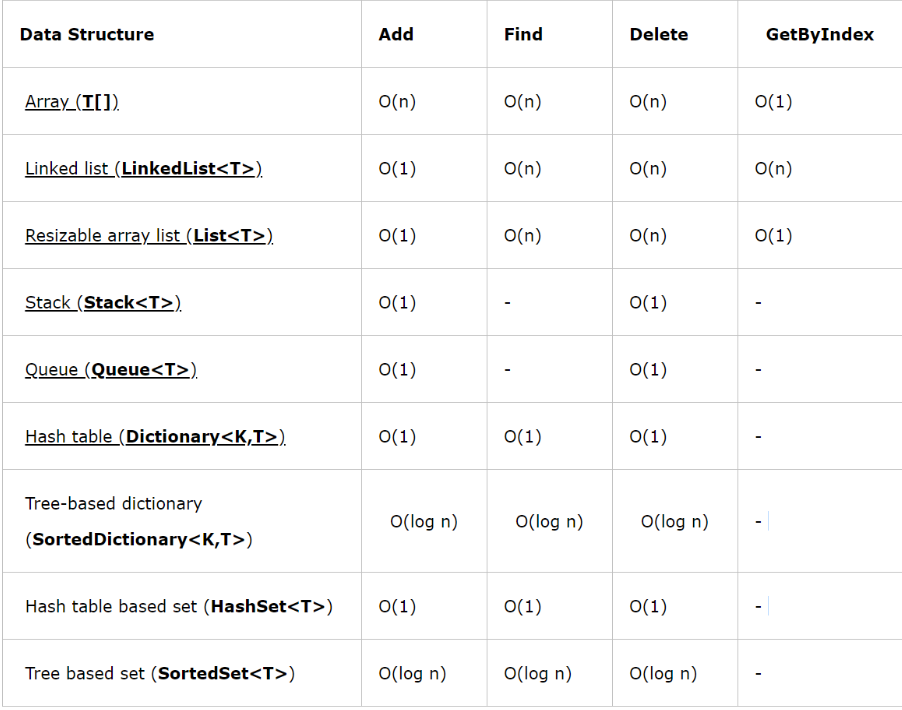 Data Structure Add Find Delete GetByIndex
Array (T[]) O(n) O(n) O(n) O(1)
Linked list (LinkedList<T>) O(1) O(n) O(n) O(n)
Resizable array list (List<T>) O(1) O(n) O(n) O(1)
Stack (Stack<T>) O(1) - O(1) -
Queue (Queue<T>) O(1) - O(1) -
Hash table (Dictionary<K,T>) O(1) O(1) O(1) -
Tree-based dictionary
(SortedDictionary<K,T>) O(log n) O(log n) O(log n) -
Hash table based set (HashSet<T>) O(1) O(1) O(1) -
Tree based set (SortedSet<T>) O(log n) O(log n) O(log n) -